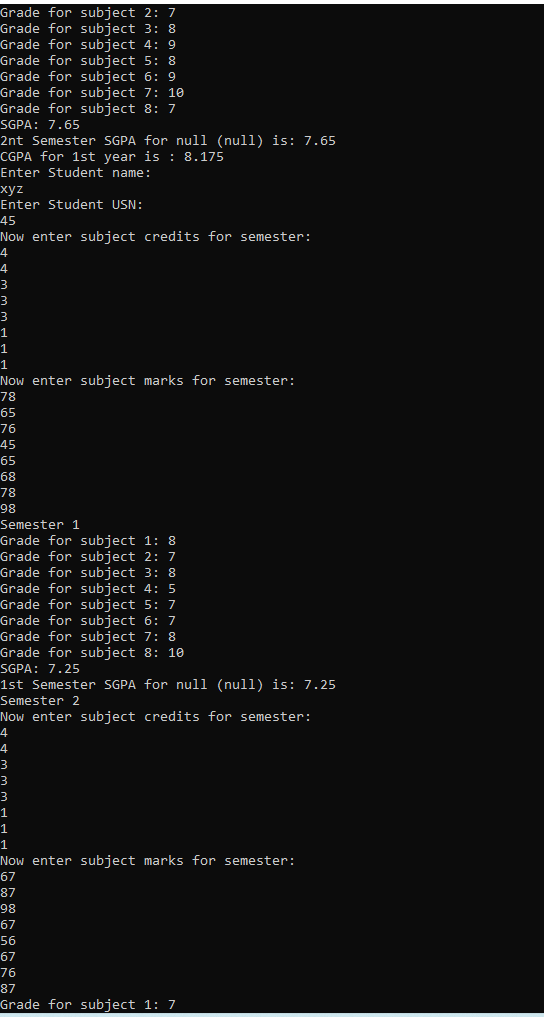 Grade for subject 2: 7
Grade for subject 3: 8
Grade for subject 4: 9
Grade for subject 5: 8
Grade for subject 6: 9
Grade for subject 7: 10
Grade for subject 8: 7
SGPA: 7.65
2nt Semester SGPA for null (null) is: 7.65
CGPA for 1st year is : 8.175
Enter Student name:
xyz
Enter Student USN:
45
Now enter subject credits for semester:
4
4
3
3
3
1
1
1
Now enter subject marks for semester:
78
65
76
45
65
68
78
98
Semester 1
Grade for subject 1: 8
Grade for subject 2: 7
Grade for subject 3: 8
Grade for subject 4: 5
Grade for subject 5: 7
Grade for subject 6: 7
Grade for subject 7: 8
Grade for subject 8: 10
SGPA: 7.25
1st Semester SGPA for null (null) is: 7.25
Semester 2
Now enter subject credits for semester:
4
4
3
3
3
1
1
1
Now enter subject marks for semester:
67
87
98
67
56
67
76
87
Grade for subject 1: 7